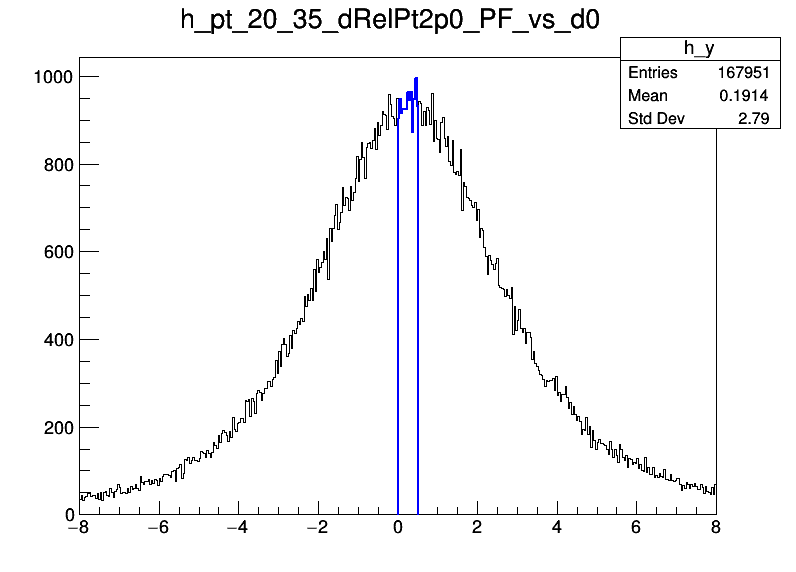 h_pt_20_35_dRelPt2p0_PF_vs_d0
h_y
Entries 167951
Mean 0.1914
Std Dev 2.79
1000
800
600
400
200
0
−8 −6 −4 −2 0 2 4 6 8